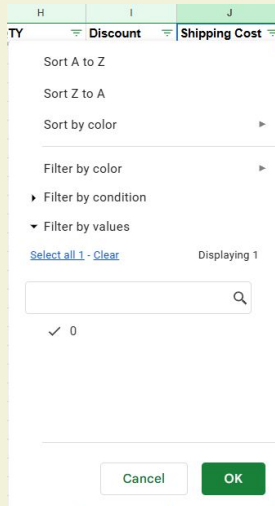 H I J
TY Discount Shipping Cost
Sort A to Z
Sort Z to A
Sort by color
Filter by color
Filter by condition
Filter by values
Select all 1 - Clear Displaying 1
0
Cancel OK